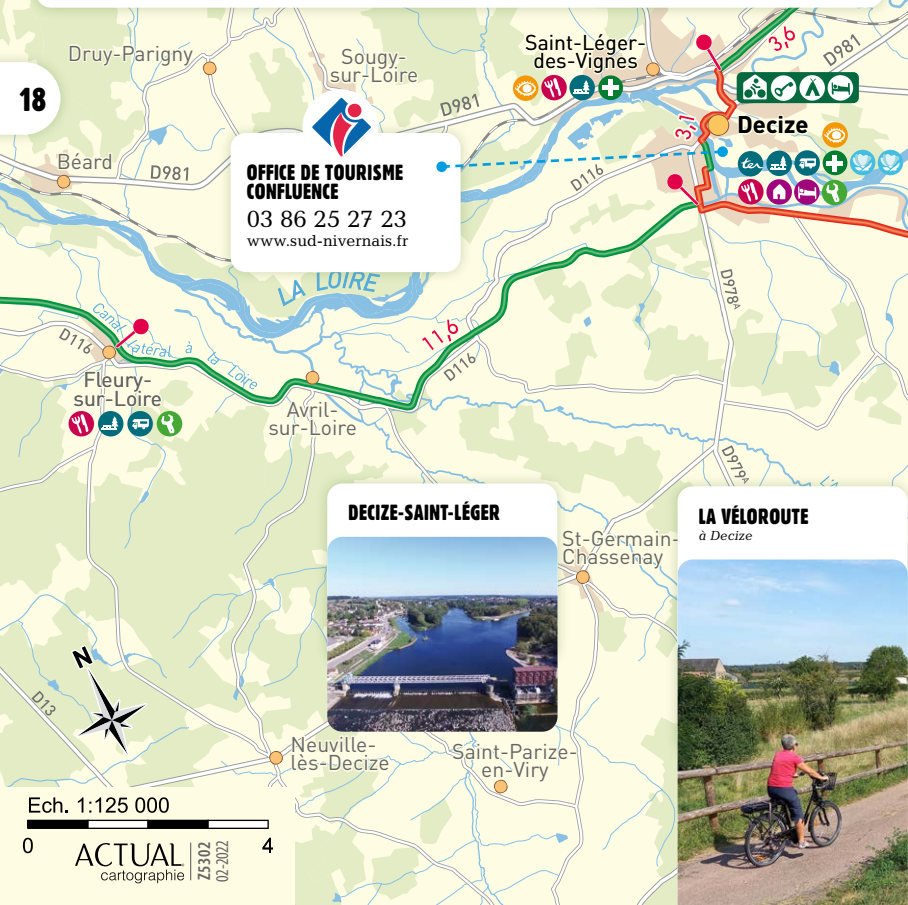 18
Druy-Parigny
Sougy-
sur-Loire
Saint-Léger-
des-Vignes
3,6
D981
D981
3,1
Decize
ter
Béard
D981
D116
OFFICE DE TOURISME
CONFLUENCE
03 86 25 27 23
www.sud-nivernais.fr
LA LOIRE
D978A
11,6
D116
Canal latéral à la Loire
D116
Fleury-
sur-Loire
Avril-
sur-Loire
D979A
DECIZE-SAINT-LÉGER
LA VÉLOROUTE
à Decize
St-Germain-
Chassenay
N
D13
Neuville-
lès-Decize
Saint-Parize-
en-Viry
Ech. 1:125 000
0 4
ACTUAL
cartographie
Z5302
02-2022